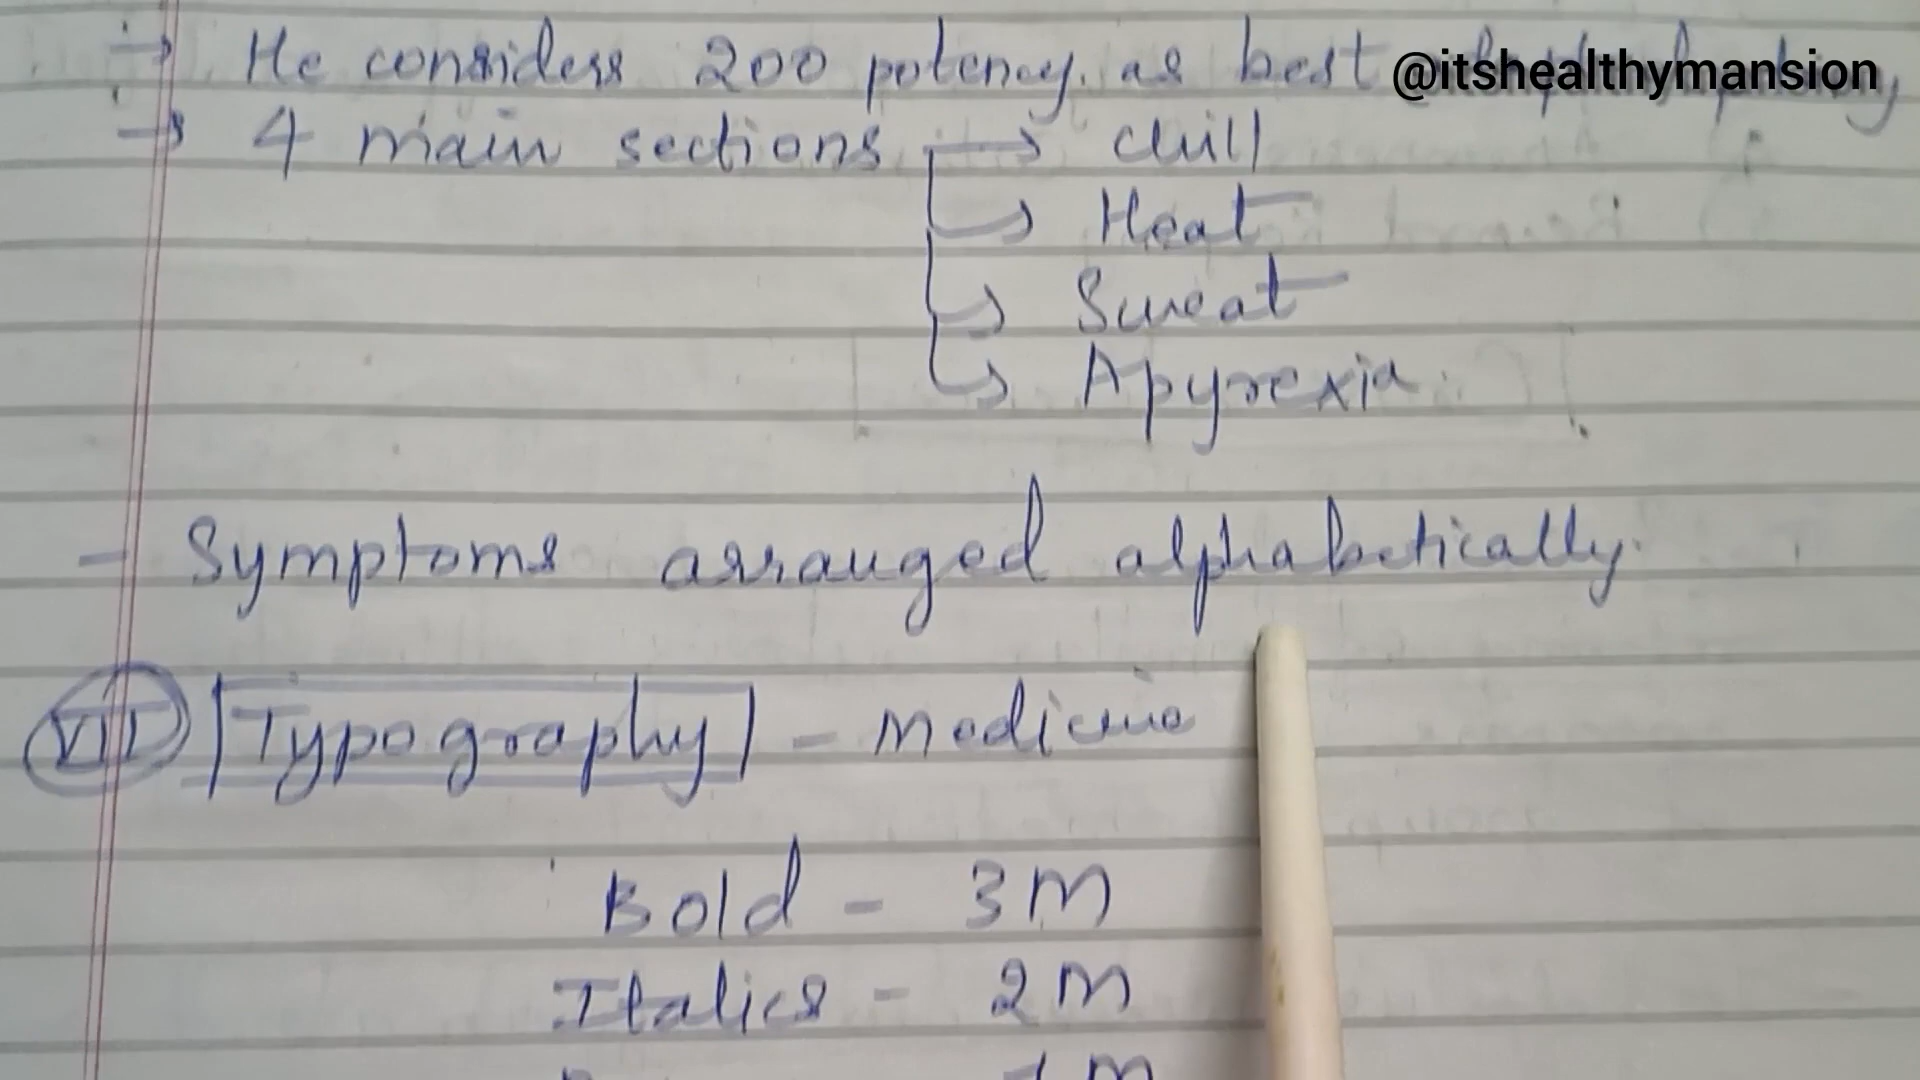 → He considers 200 potency. as best
@itshealthymansion
→ 4 main sections → chill
→ Heat
→ Sweat
→ Apyrexia.
- Symptoms arranged alphabetically.
VII Typography - Medicine
Bold - 3M
Italics - 2M
1M